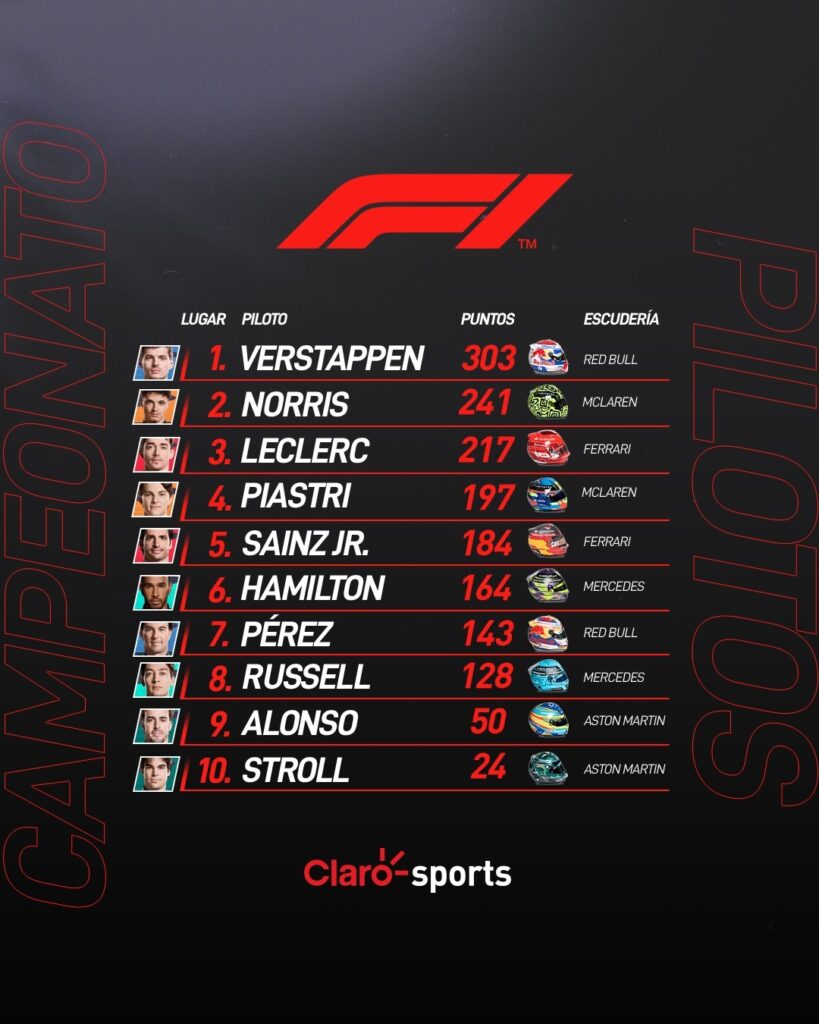 CAMPEONATO
F1
TM
PILOTOS
LUGAR PILOTO PUNTOS ESCUDERÍA
1. VERSTAPPEN 303 RED BULL
2. NORRIS 241 MCLAREN
3. LECLERC 217 FERRARI
4. PIASTRI 197 MCLAREN
5. SAINZ JR. 184 FERRARI
6. HAMILTON 164 MERCEDES
7. PÉREZ 143 RED BULL
8. RUSSELL 128 MERCEDES
9. ALONSO 50 ASTON MARTIN
10. STROLL 24 ASTON MARTIN
Claro sports